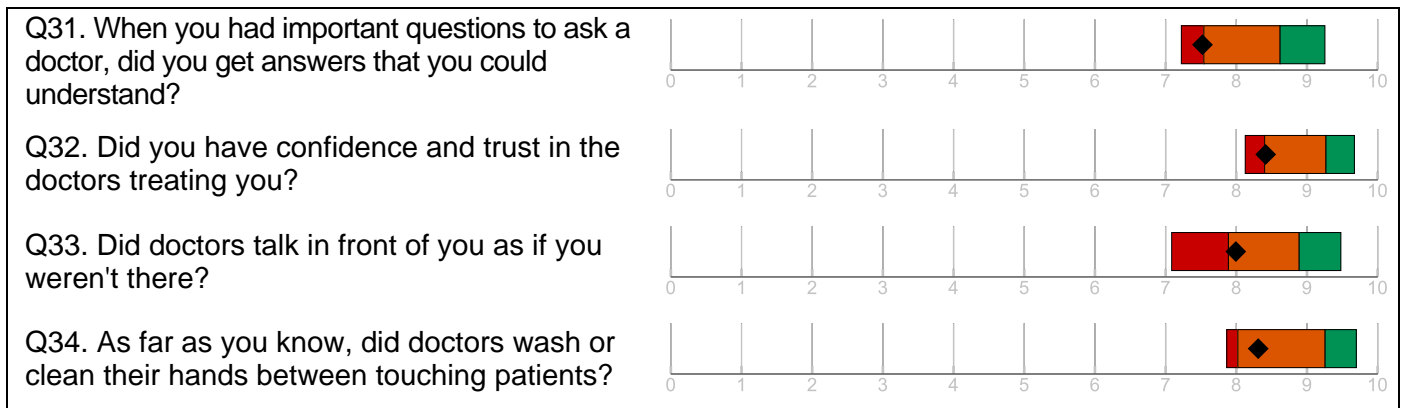 Q31. When you had important questions to ask a
doctor, did you get answers that you could
understand?
0 1 2 3 4 5 6 7 8 9 10
Q32. Did you have confidence and trust in the
doctors treating you?
0 1 2 3 4 5 6 7 8 9 10
Q33. Did doctors talk in front of you as if you
weren't there?
0 1 2 3 4 5 6 7 8 9 10
Q34. As far as you know, did doctors wash or
clean their hands between touching patients?
0 1 2 3 4 5 6 7 8 9 10